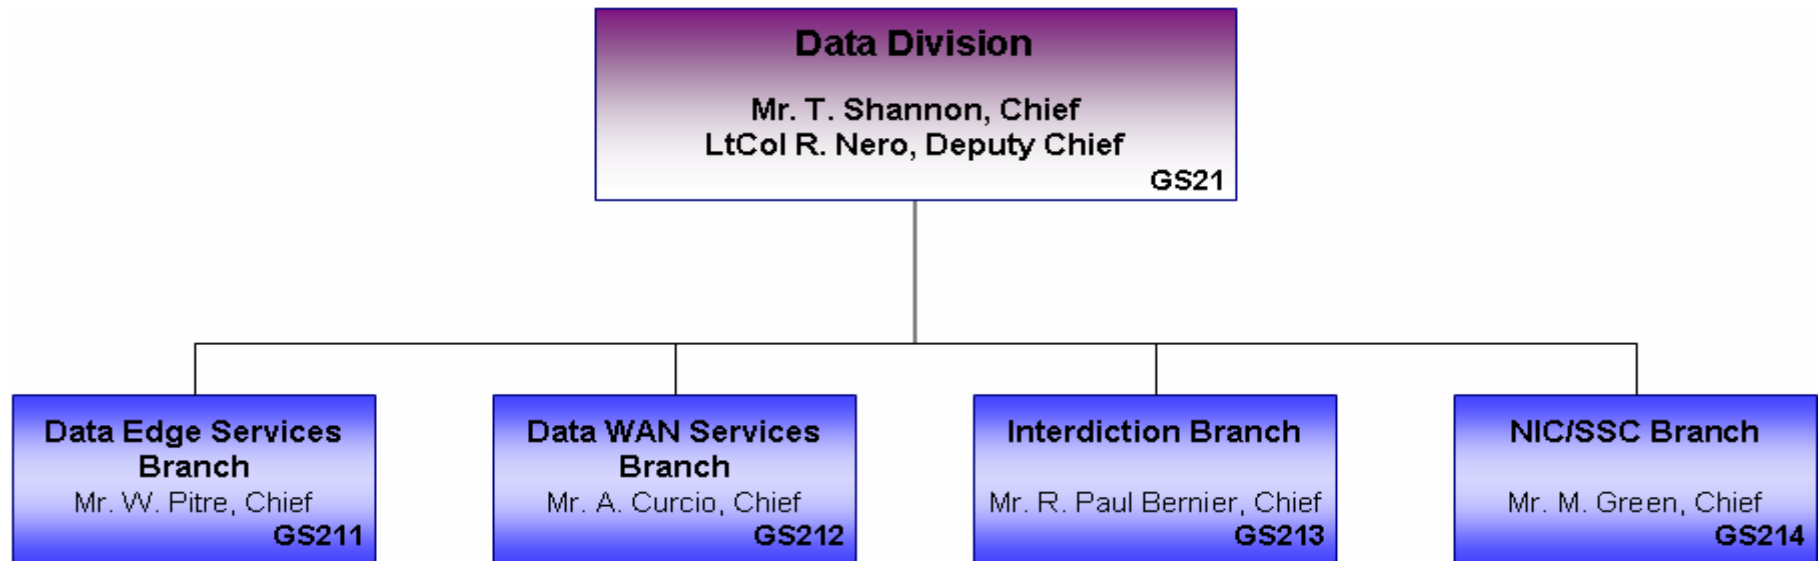 Data Division
Mr. T. Shannon, Chief
LtCol R. Nero, Deputy Chief
GS21
Data Edge Services
Branch
Mr. W. Pitre, Chief
GS211
Data WAN Services
Branch
Mr. A. Curcio, Chief
GS212
Interdiction Branch
Mr. R. Paul Bernier, Chief
GS213
NIC/SSC Branch
Mr. M. Green, Chief
GS214